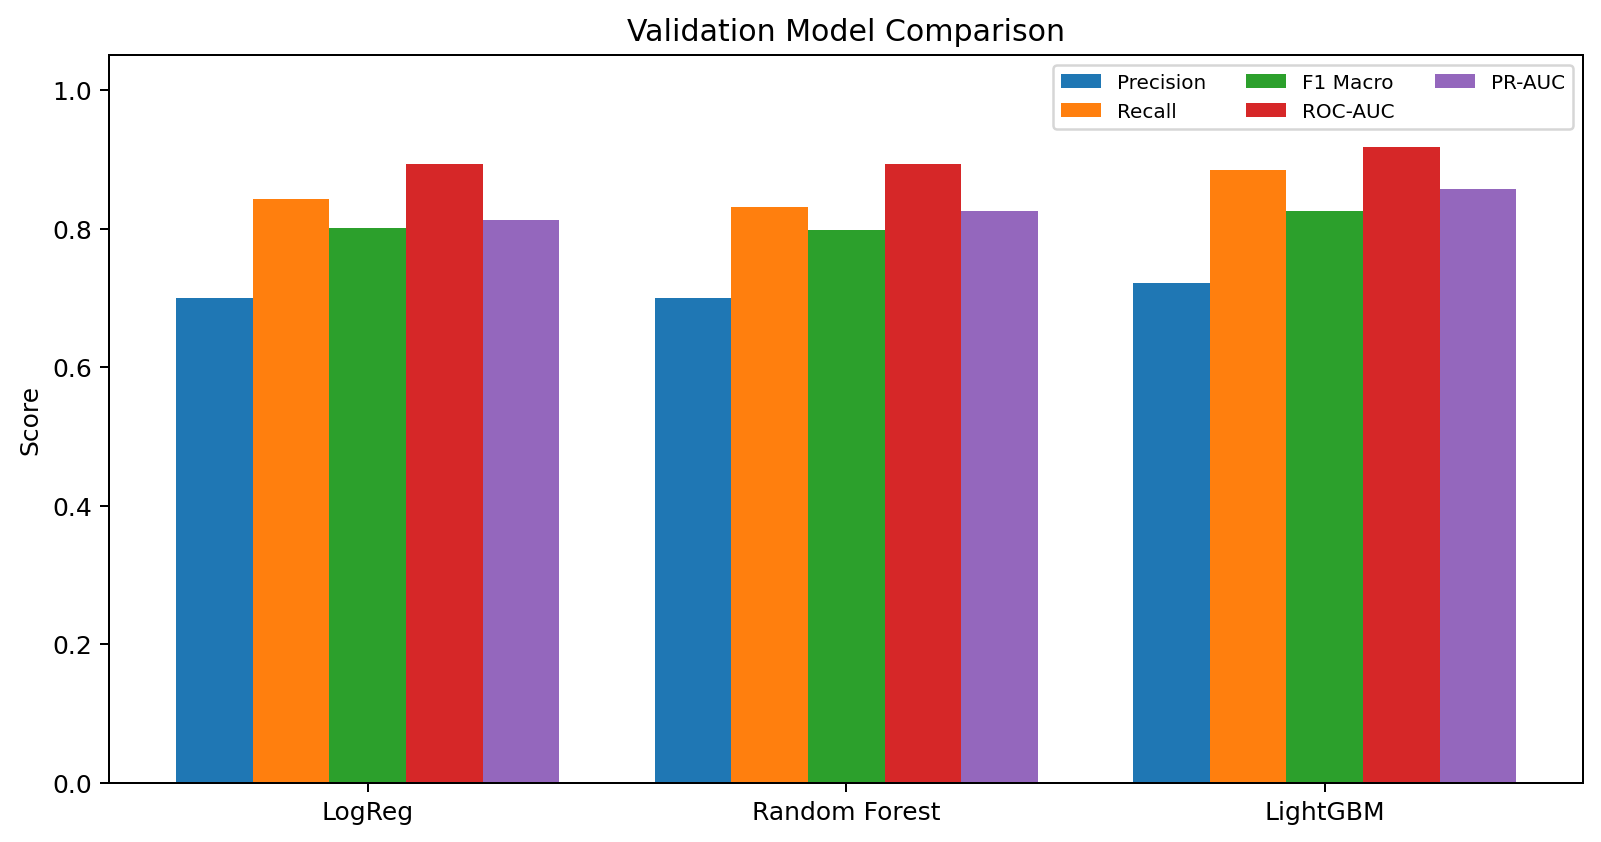 Validation Model Comparison
Precision
Recall
F1 Macro
ROC-AUC
PR-AUC
Score
1.0
0.8
0.6
0.4
0.2
0.0
LogReg
Random Forest
LightGBM